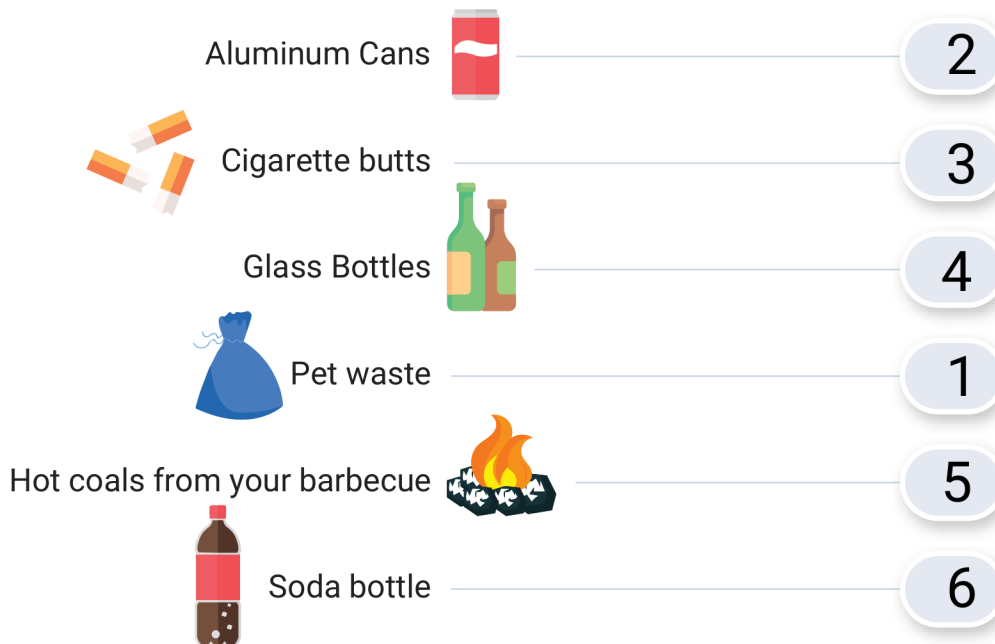 Aluminum Cans 2
Cigarette butts 3
Glass Bottles 4
Pet waste 1
Hot coals from your barbecue 5
Soda bottle 6